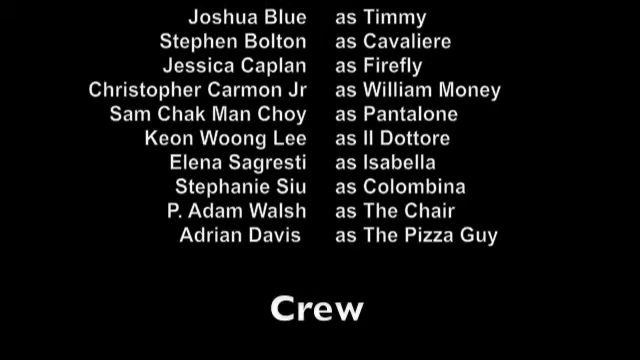 Joshua Blue as Timmy
Stephen Bolton as Cavaliere
Jessica Caplan as Firefly
Christopher Carmon Jr as William Money
Sam Chak Man Choy as Pantalone
Keon Woong Lee as Il Dottore
Elena Sagresti as Isabella
Stephanie Siu as Colombina
P. Adam Walsh as The Chair
Adrian Davis as The Pizza Guy
Crew